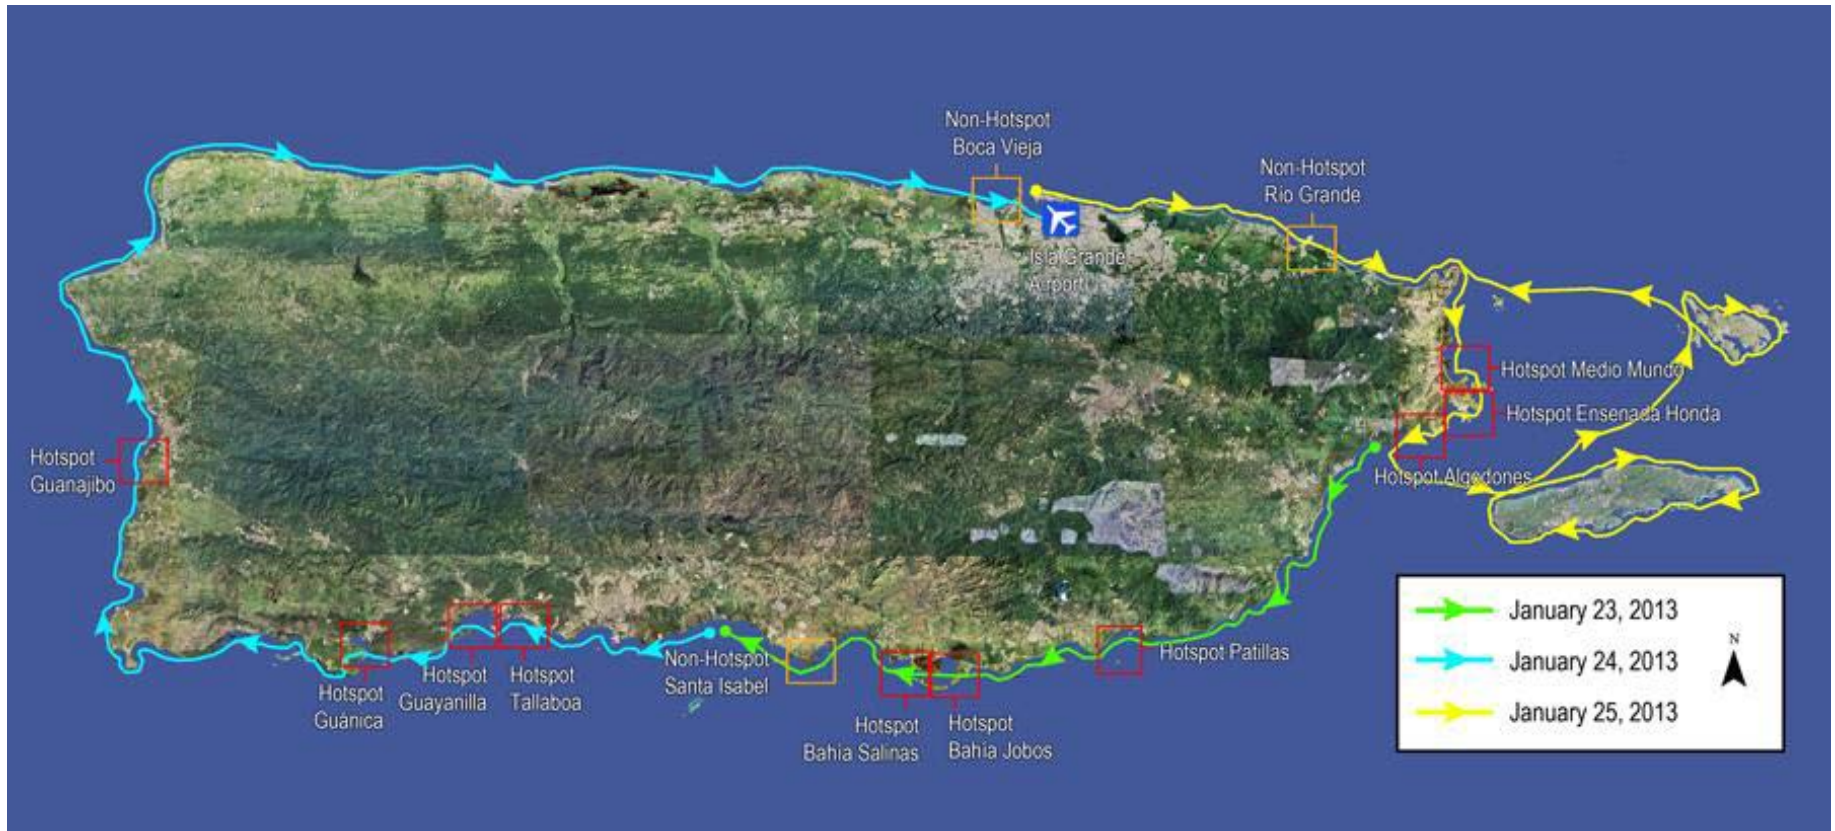 Non-Hotspot
Boca Vieja
Non-Hotspot
Rio Grande
Isla Grande
Airport
Hotspot Medio Mundo
Hotspot Ensenada Honda
Hotspot
Guanajibo
Hotspot Algodones
January 23, 2013
January 24, 2013
January 25, 2013
N
Hotspot Patillas
Non-Hotspot
Santa Isabel
Hotspot
Guayanilla
Hotspot
Tallaboa
Hotspot
Guánica
Hotspot
Bahia Salinas
Hotspot
Bahia Jobos